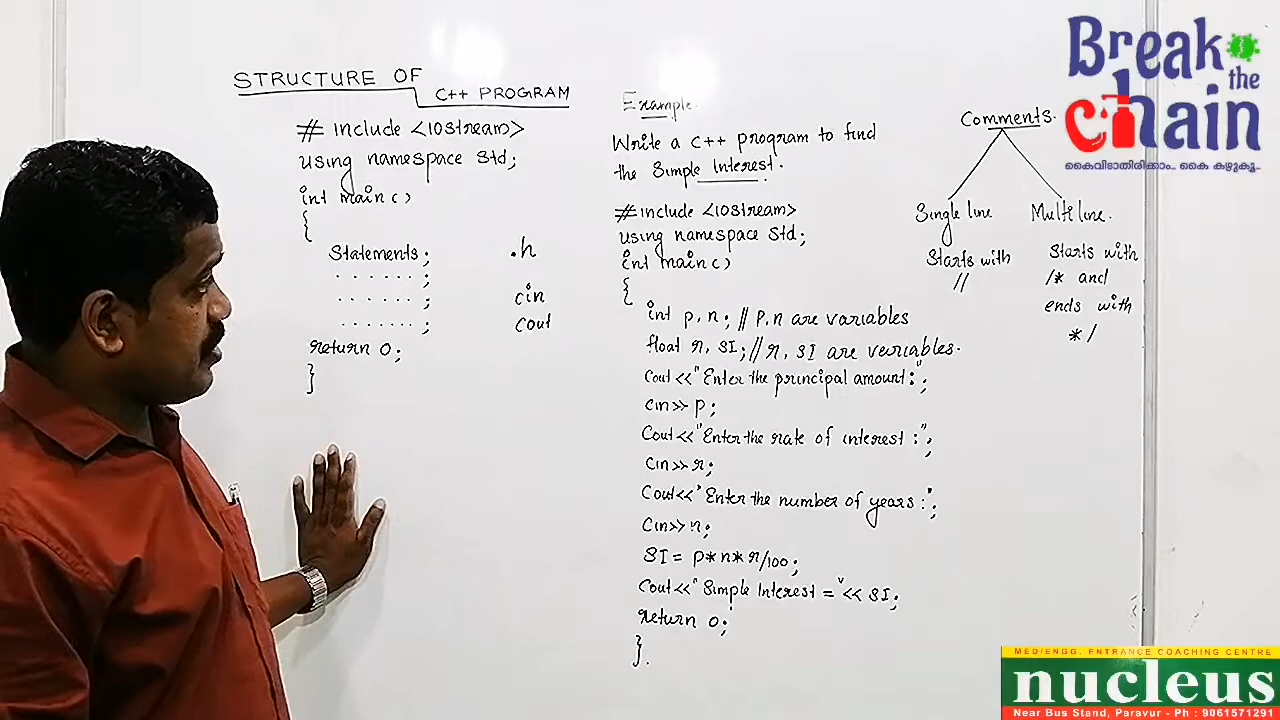 STRUCTURE OF
C++ PROGRAM
# include <iostream>
using namespace std;
int main()
{
Statements;
. . . . . . ;
. . . . . . ;
. . . . . . ;
return 0;
}
.h
cin
cout
Example.
Write a C++ program to find
the Simple Interest.
#include <iostream>
using namespace std;
int main()
{
int p, n; // P, n are variables
float r, SI; // r, SI are veriables.
Cout<<"Enter the principal amount:";
cin>> p;
Cout<<"Enter the rate of interest :";
Cin>> r;
Cout<<"Enter the number of years :";
Cin>> n;
SI = p*n*r/100;
Cout<<"Simple Interest = "<< SI;
return 0;
}.
Comments.
Single line
Starts with
//
Multi line.
Starts with
/* and
ends with
*/
Break
the
chain
കൈവിടാതിരിക്കാം.. കൈ കഴുകൂ..
MED/ENGG. ENTRANCE COACHING CENTRE
nucleus
Near Bus Stand, Paravur - Ph : 9061571291